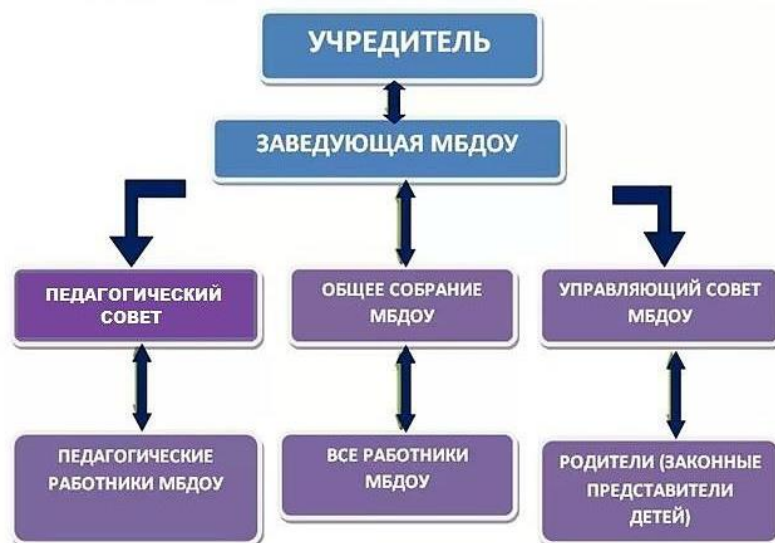 УЧРЕДИТЕЛЬ
ЗАВЕДУЮЩАЯ МБДОУ
ПЕДАГОГИЧЕСКИЙ
СОВЕТ
ОБЩЕЕ СОБРАНИЕ
МБДОУ
УПРАВЛЯЮЩИЙ СОВЕТ
МБДОУ
ПЕДАГОГИЧЕСКИЕ
РАБОТНИКИ МБДОУ
ВСЕ РАБОТНИКИ
МБДОУ
РОДИТЕЛИ (ЗАКОННЫЕ
ПРЕДСТАВИТЕЛИ
ДЕТЕЙ)